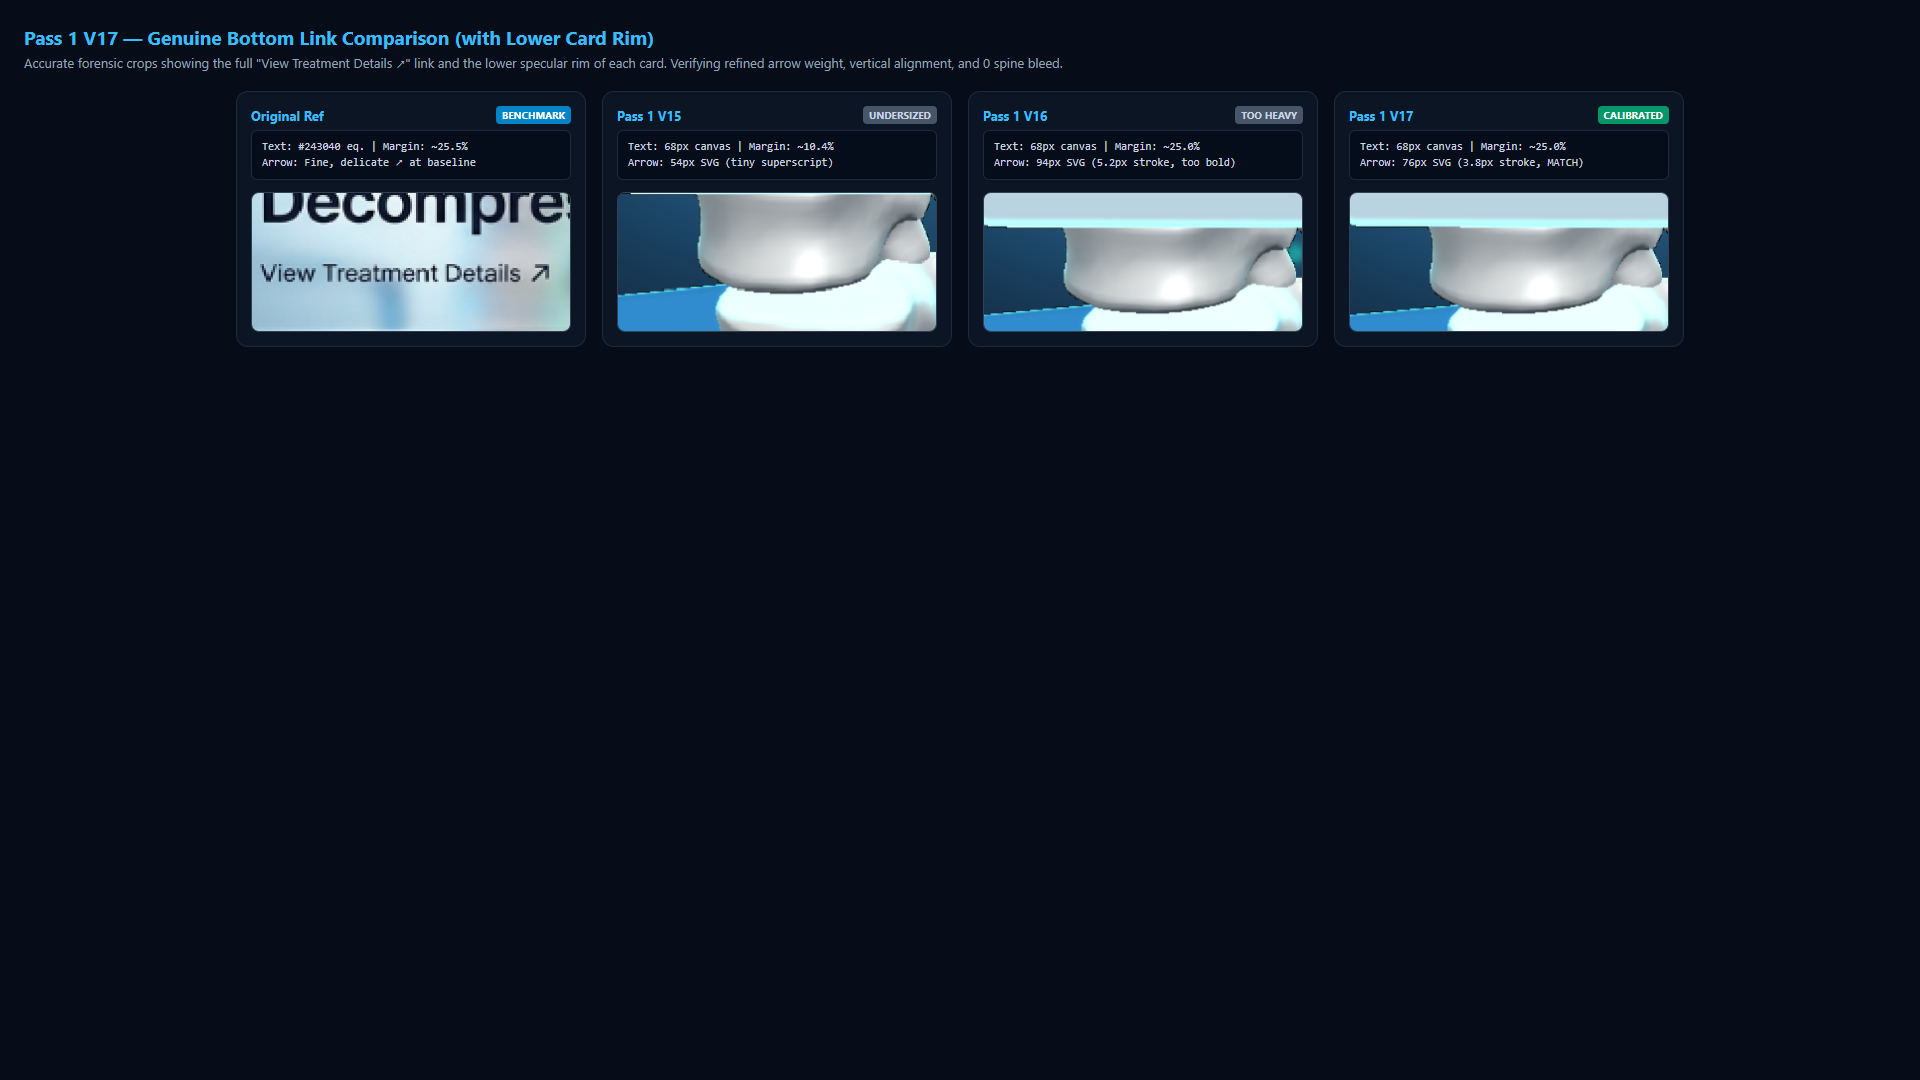 Pass 1 V17 — Genuine Bottom Link Comparison (with Lower Card Rim)
Accurate forensic crops showing the full "View Treatment Details ↗" link and the lower specular rim of each card. Verifying refined arrow weight, vertical alignment, and 0 spine bleed.
Original Ref
BENCHMARK
Text: #243040 eq. | Margin: ~25.5%
Arrow: Fine, delicate ↗ at baseline
Decompres
View Treatment Details ↗
Pass 1 V15
UNDERSIZED
Text: 68px canvas | Margin: ~10.4%
Arrow: 54px SVG (tiny superscript)
Pass 1 V16
TOO HEAVY
Text: 68px canvas | Margin: ~25.0%
Arrow: 94px SVG (5.2px stroke, too bold)
Pass 1 V17
CALIBRATED
Text: 68px canvas | Margin: ~25.0%
Arrow: 76px SVG (3.8px stroke, MATCH)